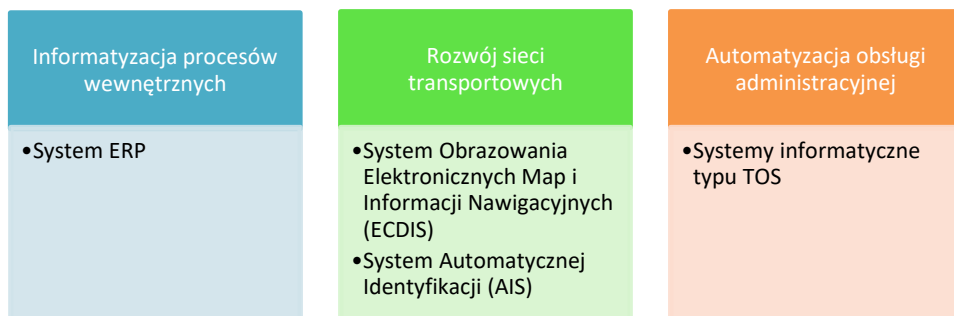 Informatyzacja procesów
wewnętrznych
•System ERP
Rozwój sieci
transportowych
•System Obrazowania
Elektronicznych Map i
Informacji Nawigacyjnych
(ECDIS)
•System Automatycznej
Identyfikacji (AIS)
Automatyzacja obsługi
administracyjnej
•Systemy informatyczne
typu TOS